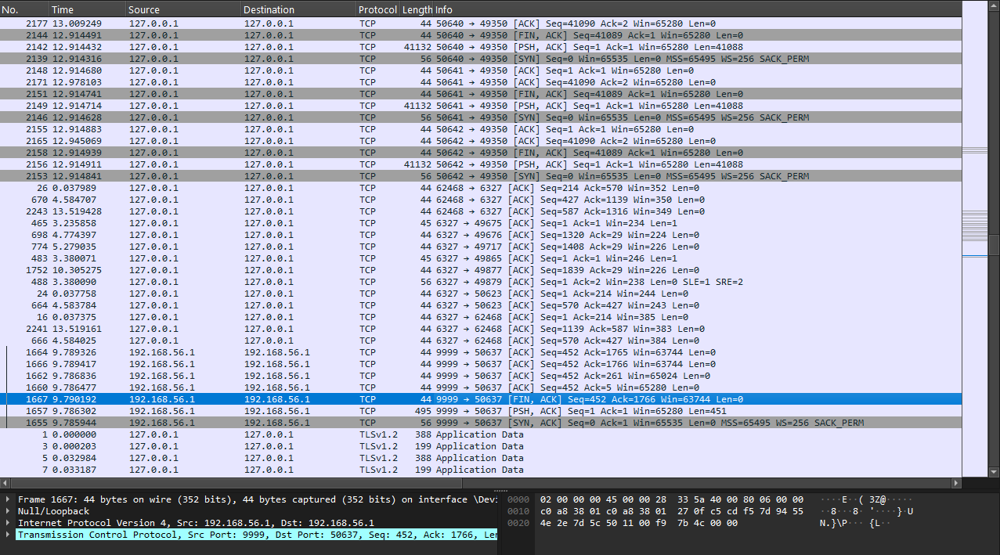 No. Time Source Destination Protocol Length Info
2177 13.009249 127.0.0.1 127.0.0.1 TCP 44 50640 → 49350 [ACK] Seq=41090 Ack=2 Win=65280 Len=0
2144 12.914491 127.0.0.1 127.0.0.1 TCP 44 50640 → 49350 [FIN, ACK] Seq=41089 Ack=1 Win=65280 Len=0
2142 12.914432 127.0.0.1 127.0.0.1 TCP 41132 50640 → 49350 [PSH, ACK] Seq=1 Ack=1 Win=65280 Len=41088
2139 12.914316 127.0.0.1 127.0.0.1 TCP 56 50640 → 49350 [SYN] Seq=0 Win=65535 Len=0 MSS=65495 WS=256 SACK_PERM
2148 12.914680 127.0.0.1 127.0.0.1 TCP 44 50641 → 49350 [ACK] Seq=1 Ack=1 Win=65280 Len=0
2171 12.978103 127.0.0.1 127.0.0.1 TCP 44 50641 → 49350 [ACK] Seq=41090 Ack=2 Win=65280 Len=0
2151 12.914741 127.0.0.1 127.0.0.1 TCP 44 50641 → 49350 [FIN, ACK] Seq=41089 Ack=1 Win=65280 Len=0
2149 12.914714 127.0.0.1 127.0.0.1 TCP 41132 50641 → 49350 [PSH, ACK] Seq=1 Ack=1 Win=65280 Len=41088
2146 12.914628 127.0.0.1 127.0.0.1 TCP 56 50641 → 49350 [SYN] Seq=0 Win=65535 Len=0 MSS=65495 WS=256 SACK_PERM
2155 12.914883 127.0.0.1 127.0.0.1 TCP 44 50642 → 49350 [ACK] Seq=1 Ack=1 Win=65280 Len=0
2165 12.945069 127.0.0.1 127.0.0.1 TCP 44 50642 → 49350 [ACK] Seq=41090 Ack=2 Win=65280 Len=0
2158 12.914939 127.0.0.1 127.0.0.1 TCP 44 50642 → 49350 [FIN, ACK] Seq=41089 Ack=1 Win=65280 Len=0
2156 12.914911 127.0.0.1 127.0.0.1 TCP 41132 50642 → 49350 [PSH, ACK] Seq=1 Ack=1 Win=65280 Len=41088
2153 12.914841 127.0.0.1 127.0.0.1 TCP 56 50642 → 49350 [SYN] Seq=0 Win=65535 Len=0 MSS=65495 WS=256 SACK_PERM
26 0.037989 127.0.0.1 127.0.0.1 TCP 44 62468 → 6327 [ACK] Seq=214 Ack=570 Win=352 Len=0
670 4.584707 127.0.0.1 127.0.0.1 TCP 44 62468 → 6327 [ACK] Seq=427 Ack=1139 Win=350 Len=0
2243 13.519428 127.0.0.1 127.0.0.1 TCP 44 62468 → 6327 [ACK] Seq=587 Ack=1316 Win=349 Len=0
465 3.235858 127.0.0.1 127.0.0.1 TCP 45 6327 → 49675 [ACK] Seq=1 Ack=1 Win=234 Len=1
698 4.774397 127.0.0.1 127.0.0.1 TCP 44 6327 → 49676 [ACK] Seq=1320 Ack=29 Win=224 Len=0
774 5.279035 127.0.0.1 127.0.0.1 TCP 44 6327 → 49717 [ACK] Seq=1408 Ack=29 Win=226 Len=0
483 3.380071 127.0.0.1 127.0.0.1 TCP 45 6327 → 49865 [ACK] Seq=1 Ack=1 Win=246 Len=1
1752 10.305275 127.0.0.1 127.0.0.1 TCP 44 6327 → 49877 [ACK] Seq=1839 Ack=29 Win=226 Len=0
488 3.380090 127.0.0.1 127.0.0.1 TCP 56 6327 → 49879 [ACK] Seq=1 Ack=2 Win=238 Len=0 SLE=1 SRE=2
24 0.037758 127.0.0.1 127.0.0.1 TCP 44 6327 → 50623 [ACK] Seq=1 Ack=214 Win=244 Len=0
664 4.583784 127.0.0.1 127.0.0.1 TCP 44 6327 → 50623 [ACK] Seq=570 Ack=427 Win=243 Len=0
16 0.037375 127.0.0.1 127.0.0.1 TCP 44 6327 → 62468 [ACK] Seq=1 Ack=214 Win=385 Len=0
2241 13.519161 127.0.0.1 127.0.0.1 TCP 44 6327 → 62468 [ACK] Seq=1139 Ack=587 Win=383 Len=0
666 4.584025 127.0.0.1 127.0.0.1 TCP 44 6327 → 62468 [ACK] Seq=570 Ack=427 Win=384 Len=0
1664 9.789326 192.168.56.1 192.168.56.1 TCP 44 9999 → 50637 [ACK] Seq=452 Ack=1765 Win=63744 Len=0
1666 9.789417 192.168.56.1 192.168.56.1 TCP 44 9999 → 50637 [ACK] Seq=452 Ack=1766 Win=63744 Len=0
1662 9.786836 192.168.56.1 192.168.56.1 TCP 44 9999 → 50637 [ACK] Seq=452 Ack=261 Win=65024 Len=0
1660 9.786477 192.168.56.1 192.168.56.1 TCP 44 9999 → 50637 [ACK] Seq=452 Ack=5 Win=65280 Len=0
1667 9.790192 192.168.56.1 192.168.56.1 TCP 44 9999 → 50637 [FIN, ACK] Seq=452 Ack=1766 Win=63744 Len=0
1657 9.786302 192.168.56.1 192.168.56.1 TCP 495 9999 → 50637 [PSH, ACK] Seq=1 Ack=1 Win=65280 Len=451
1655 9.785944 192.168.56.1 192.168.56.1 TCP 56 9999 → 50637 [SYN, ACK] Seq=0 Ack=1 Win=65535 Len=0 MSS=65495 WS=256 SACK_PERM
1 0.000000 127.0.0.1 127.0.0.1 TLSv1.2 388 Application Data
3 0.000203 127.0.0.1 127.0.0.1 TLSv1.2 199 Application Data
5 0.032984 127.0.0.1 127.0.0.1 TLSv1.2 388 Application Data
7 0.033187 127.0.0.1 127.0.0.1 TLSv1.2 199 Application Data
Frame 1667: 44 bytes on wire (352 bits), 44 bytes captured (352 bits) on interface \Devi
Null/Loopback
Internet Protocol Version 4, Src: 192.168.56.1, Dst: 192.168.56.1
Transmission Control Protocol, Src Port: 9999, Dst Port: 50637, Seq: 452, Ack: 1766, Ler
0000 02 00 00 00 45 00 00 28 33 5a 40 00 80 06 00 00 ····E··( 3Z@·····
0010 c0 a8 38 01 c0 a8 38 01 27 0f c5 cd f5 7d 94 55 ··8···8· '····}·U
0020 4e 2e 7d 5c 50 11 00 f9 7b 4c 00 00 N.}\P··· {L··